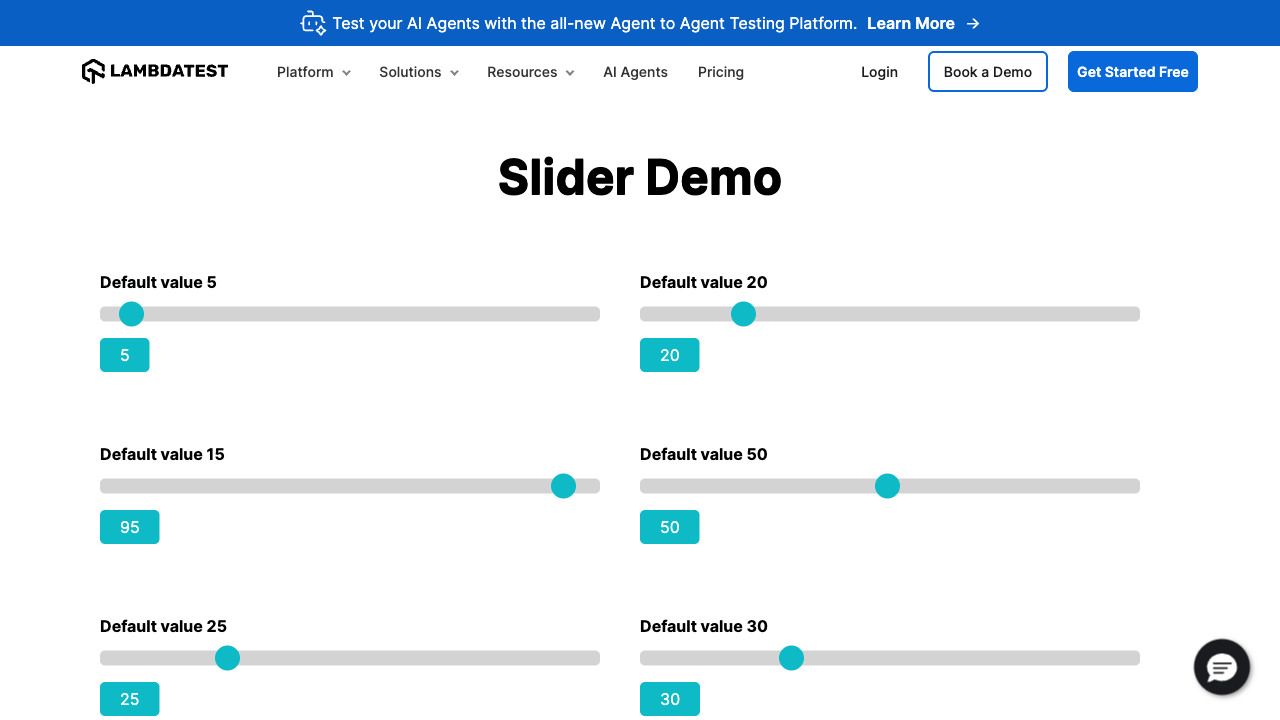 Test your AI Agents with the all-new Agent to Agent Testing Platform. Learn More →
LAMBDATEST Platform Solutions Resources AI Agents Pricing Login Book a Demo Get Started Free
Slider Demo
Default value 5
5
Default value 20
20
Default value 15
95
Default value 50
50
Default value 25
25
Default value 30
30